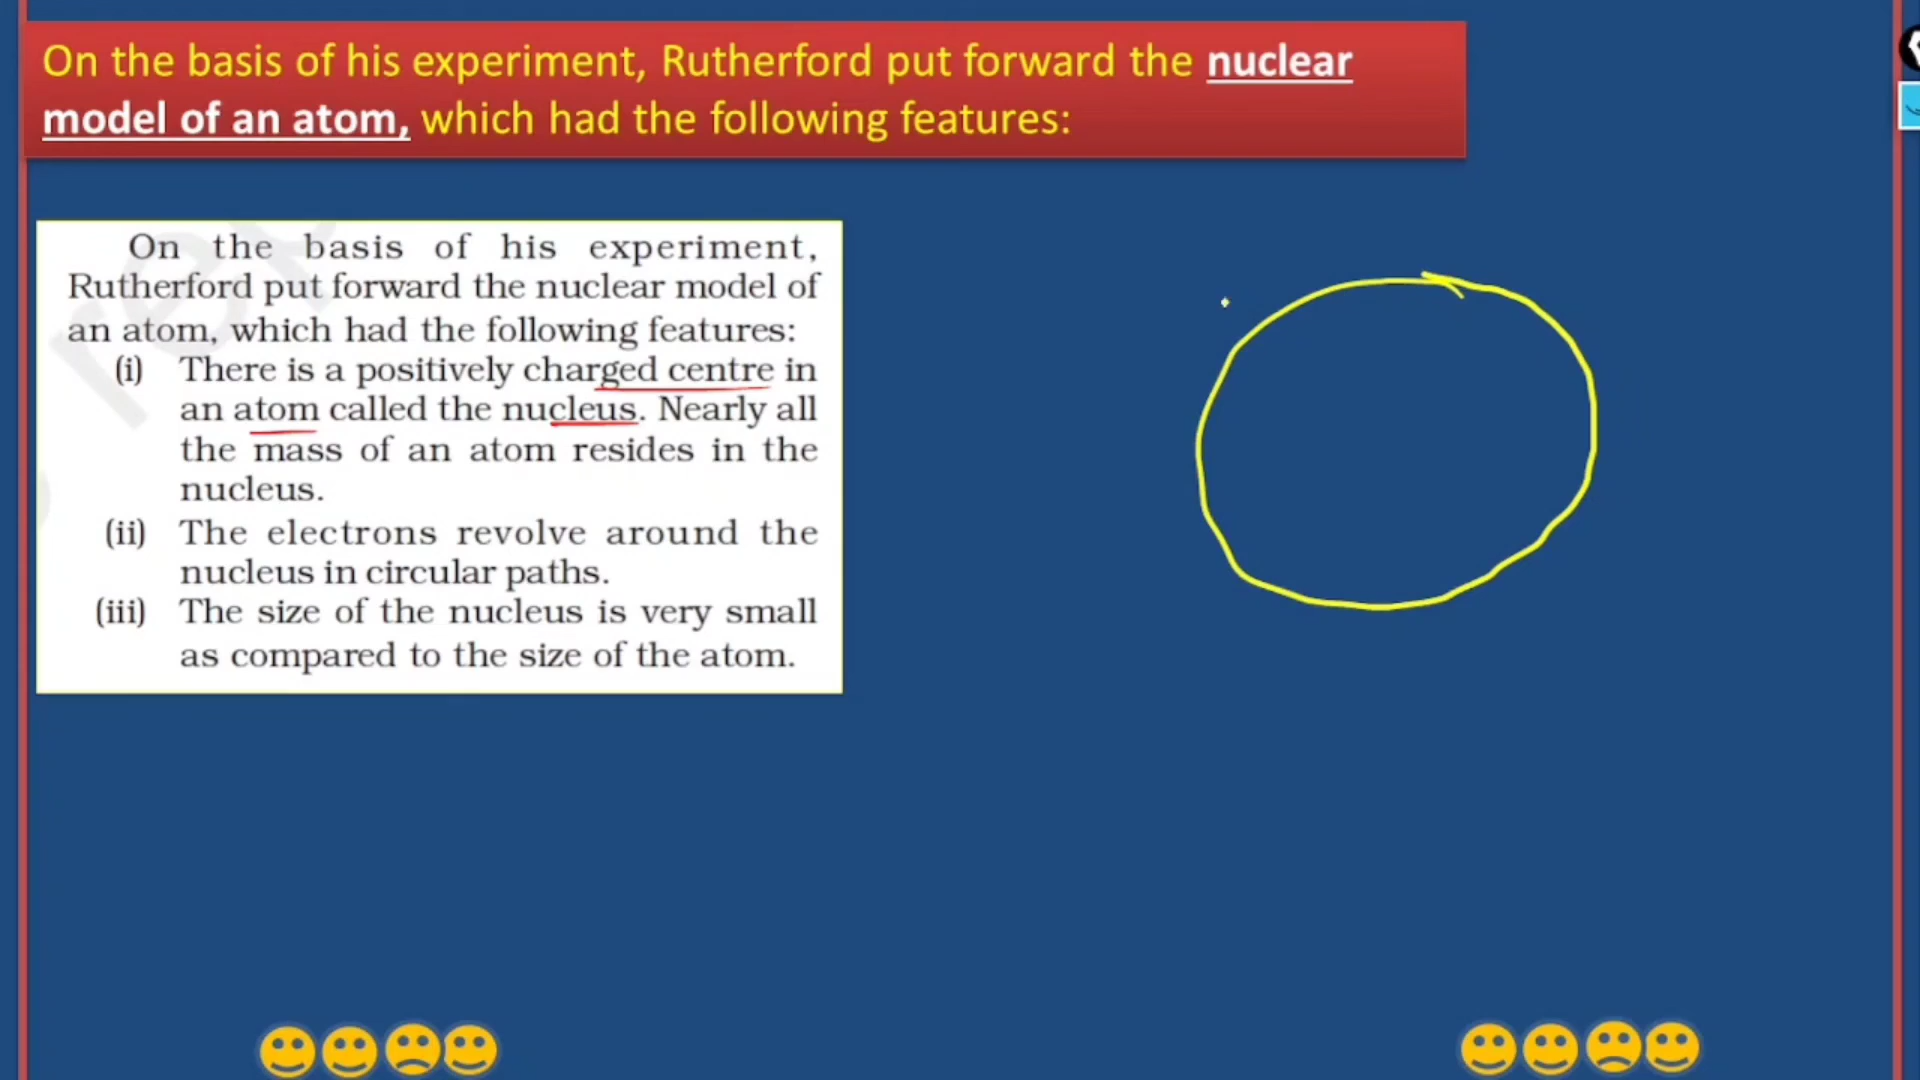 On the basis of his experiment, Rutherford put forward the nuclear
model of an atom, which had the following features:
On the basis of his experiment,
Rutherford put forward the nuclear model of
an atom, which had the following features:
(i) There is a positively charged centre in
an atom called the nucleus. Nearly all
the mass of an atom resides in the
nucleus.
(ii) The electrons revolve around the
nucleus in circular paths.
(iii) The size of the nucleus is very small
as compared to the size of the atom.